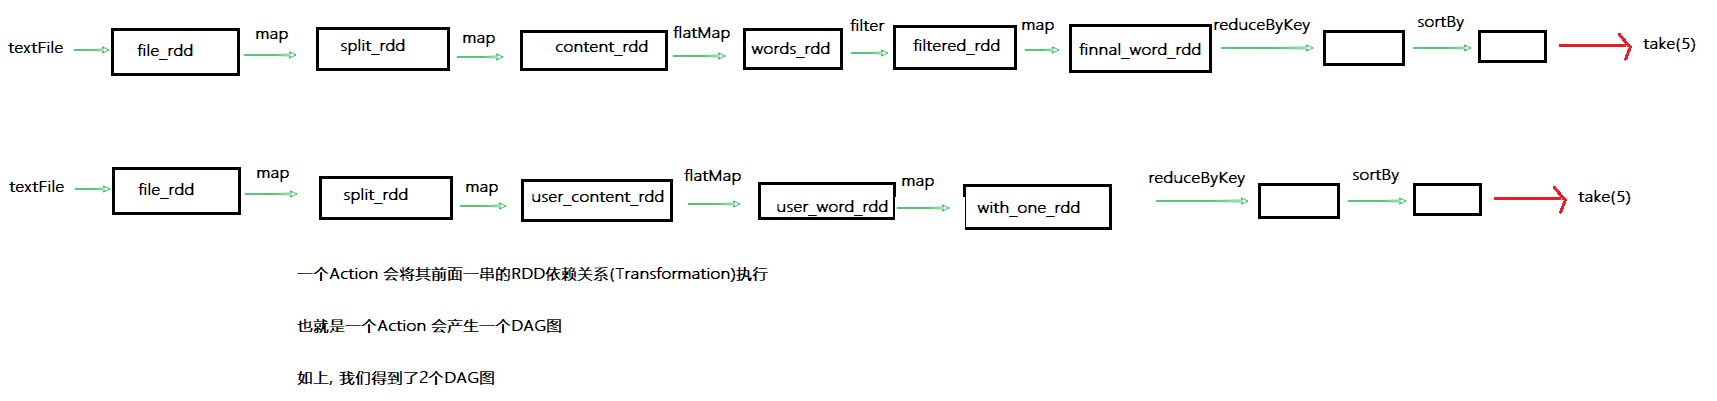 textFile map map flatMap filter map reduceByKey sortBy take(5)
file_rdd split_rdd content_rdd words_rdd filtered_rdd finnal_word_rdd
textFile map map flatMap map reduceByKey sortBy take(5)
file_rdd split_rdd user_content_rdd user_word_rdd with_one_rdd
一个Action 会将其前面一串的RDD依赖关系(Transformation)执行
也就是一个Action 会产生一个DAG图
如上, 我们得到了2个DAG图